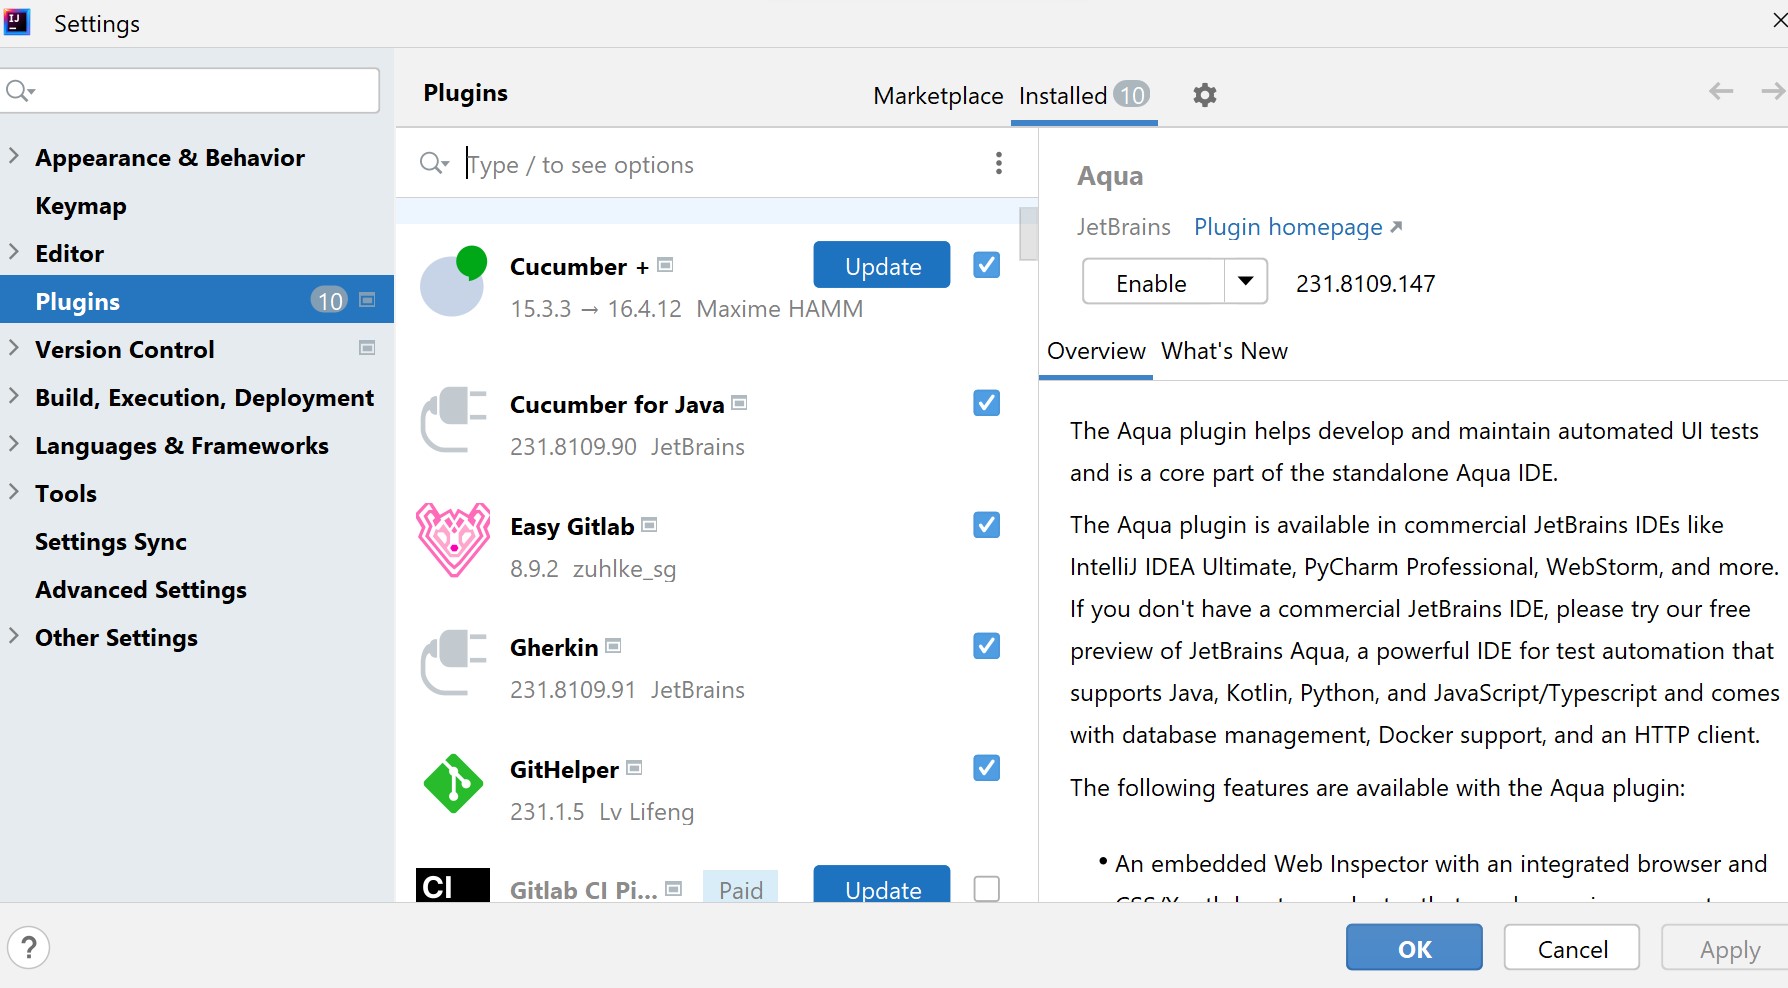 Settings
Appearance & Behavior
Keymap
Editor
Plugins 10
Version Control
Build, Execution, Deployment
Languages & Frameworks
Tools
Settings Sync
Advanced Settings
Other Settings
Plugins
Marketplace Installed 10
Type / to see options
Cucumber + Update
15.3.3 → 16.4.12 Maxime HAMM
Cucumber for Java
231.8109.90 JetBrains
Easy Gitlab
8.9.2 zuhlke_sg
Gherkin
231.8109.91 JetBrains
GitHelper
231.1.5 Lv Lifeng
CI
Gitlab CI Pi... Paid Update
Aqua
JetBrains Plugin homepage
Enable 231.8109.147
Overview What's New
The Aqua plugin helps develop and maintain automated UI tests
and is a core part of the standalone Aqua IDE.
The Aqua plugin is available in commercial JetBrains IDEs like
IntelliJ IDEA Ultimate, PyCharm Professional, WebStorm, and more.
If you don't have a commercial JetBrains IDE, please try our free
preview of JetBrains Aqua, a powerful IDE for test automation that
supports Java, Kotlin, Python, and JavaScript/Typescript and comes
with database management, Docker support, and an HTTP client.
The following features are available with the Aqua plugin:
• An embedded Web Inspector with an integrated browser and
? OK Cancel Apply